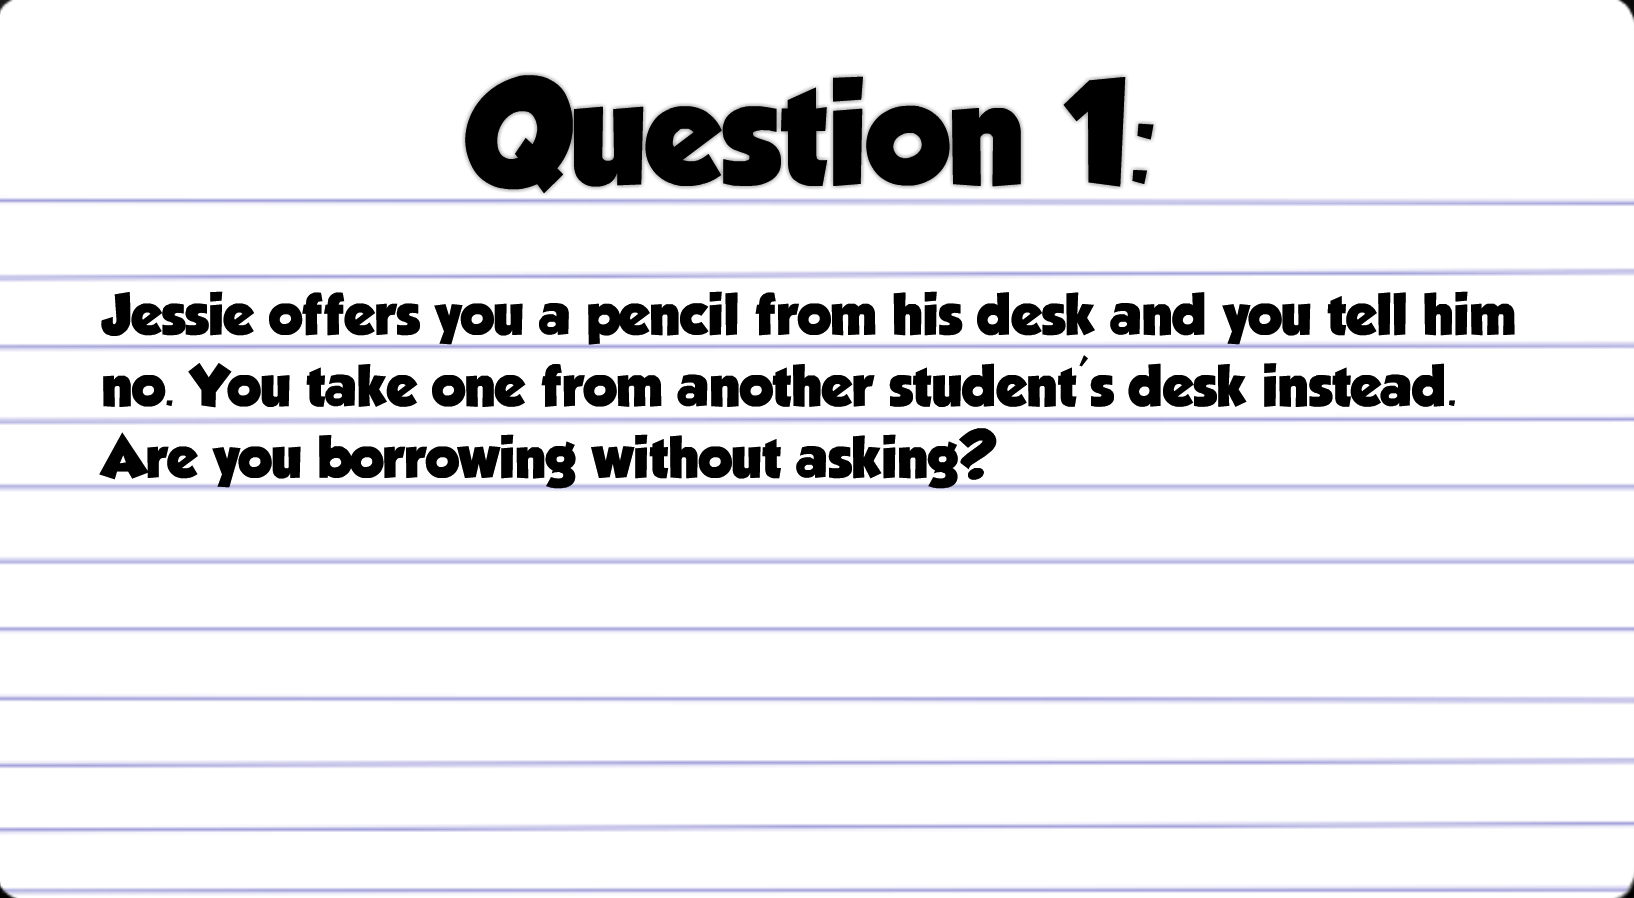 Question 1:
Jessie offers you a pencil from his desk and you tell him
no. You take one from another student's desk instead.
Are you borrowing without asking?